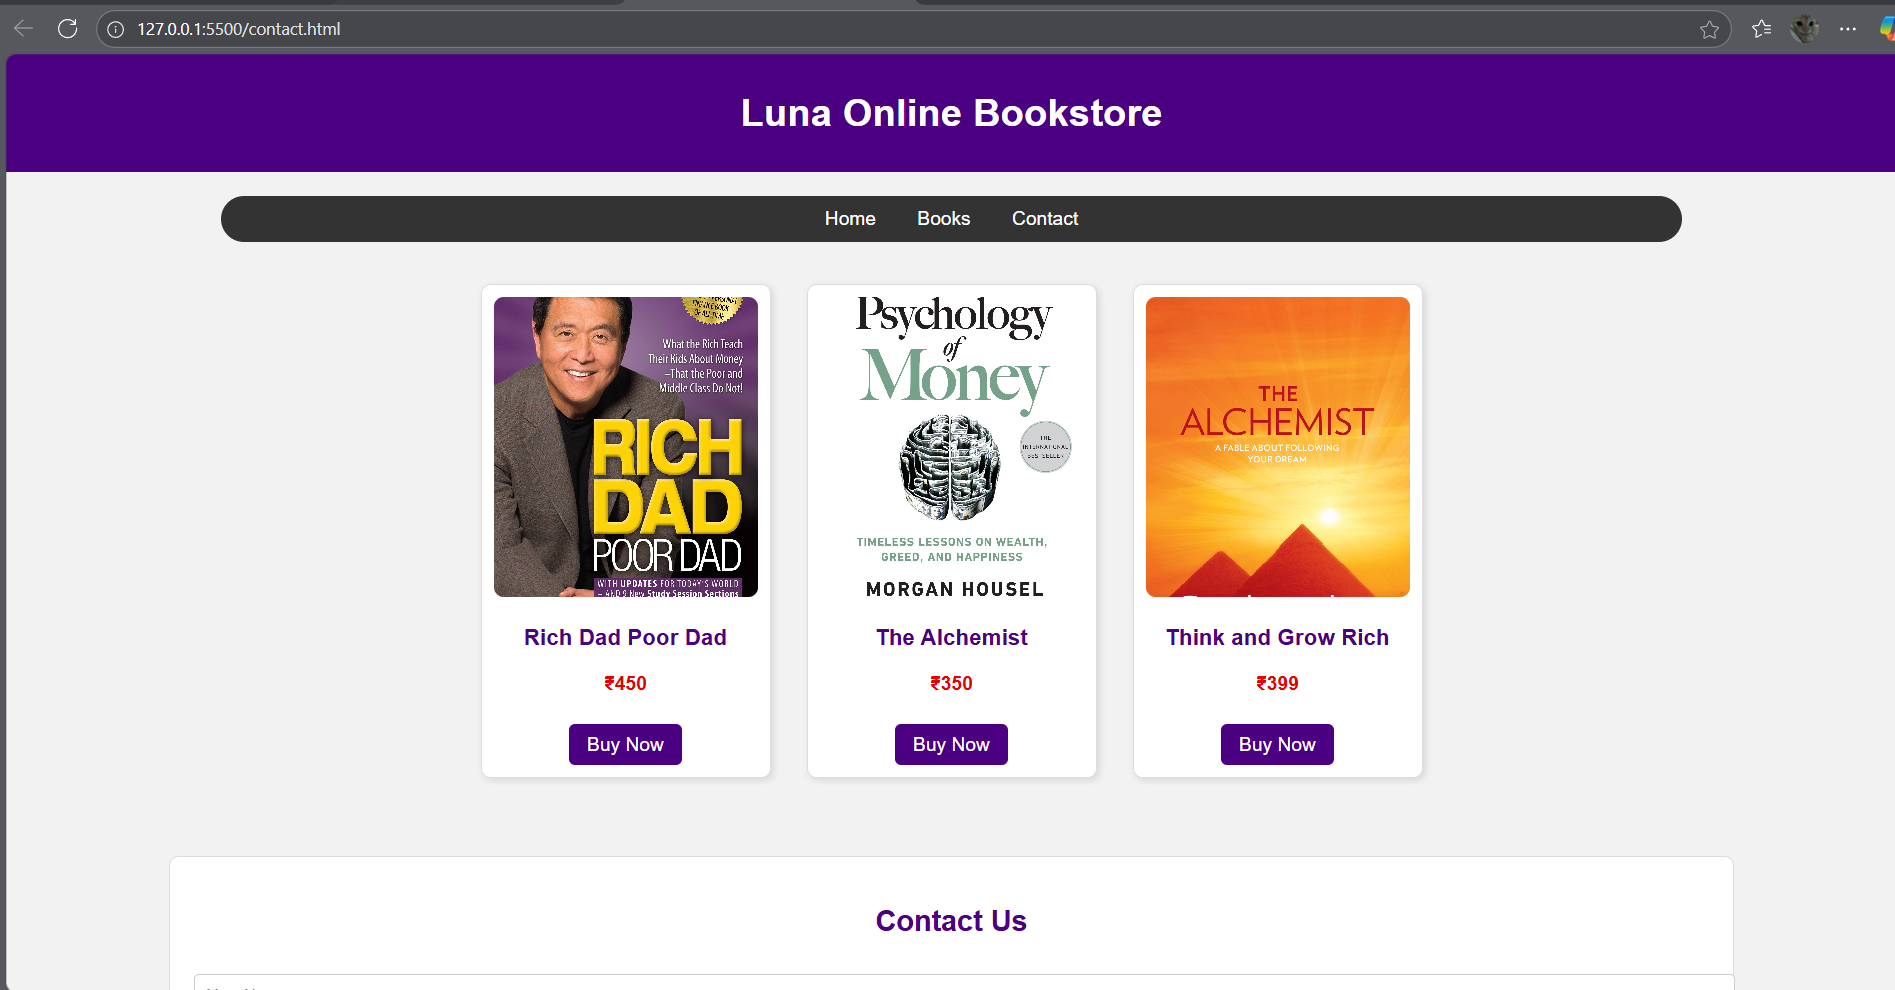 127.0.0.1:5500/contact.html
Luna Online Bookstore
Home Books Contact
What the Rich Teach
Their Kids About Money
–That the Poor and
Middle Class Do Not!
RICH
DAD
POOR DAD
WITH UPDATES FOR TODAY'S WORLD
– AND 9 New Study Session Sections
Psychology
of
Money
THE
INTERNATIONAL
BESTSELLER
TIMELESS LESSONS ON WEALTH,
GREED, AND HAPPINESS
MORGAN HOUSEL
THE
ALCHEMIST
A FABLE ABOUT FOLLOWING
YOUR DREAM
Rich Dad Poor Dad
₹450
Buy Now
The Alchemist
₹350
Buy Now
Think and Grow Rich
₹399
Buy Now
Contact Us